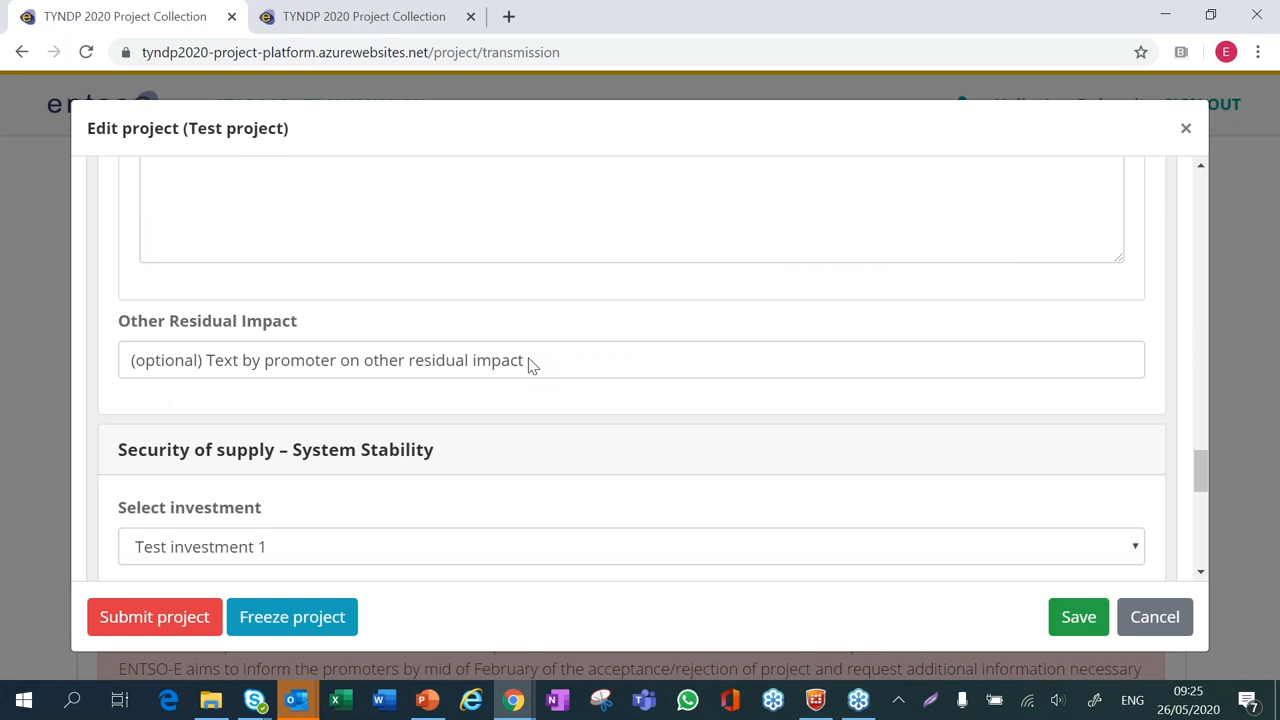 TYNDP 2020 Project Collection
TYNDP 2020 Project Collection
tyndp2020-project-platform.azurewebsites.net/project/transmission
E
OUT
Edit project (Test project)
Other Residual Impact
(optional) Text by promoter on other residual impact
Security of supply – System Stability
Select investment
Test investment 1
Submit project
Freeze project
Save
Cancel
ENTSO-E aims to inform the promoters by mid of February of the acceptance/rejection of project and request additional information necessary
ENG
09:25
26/05/2020
7